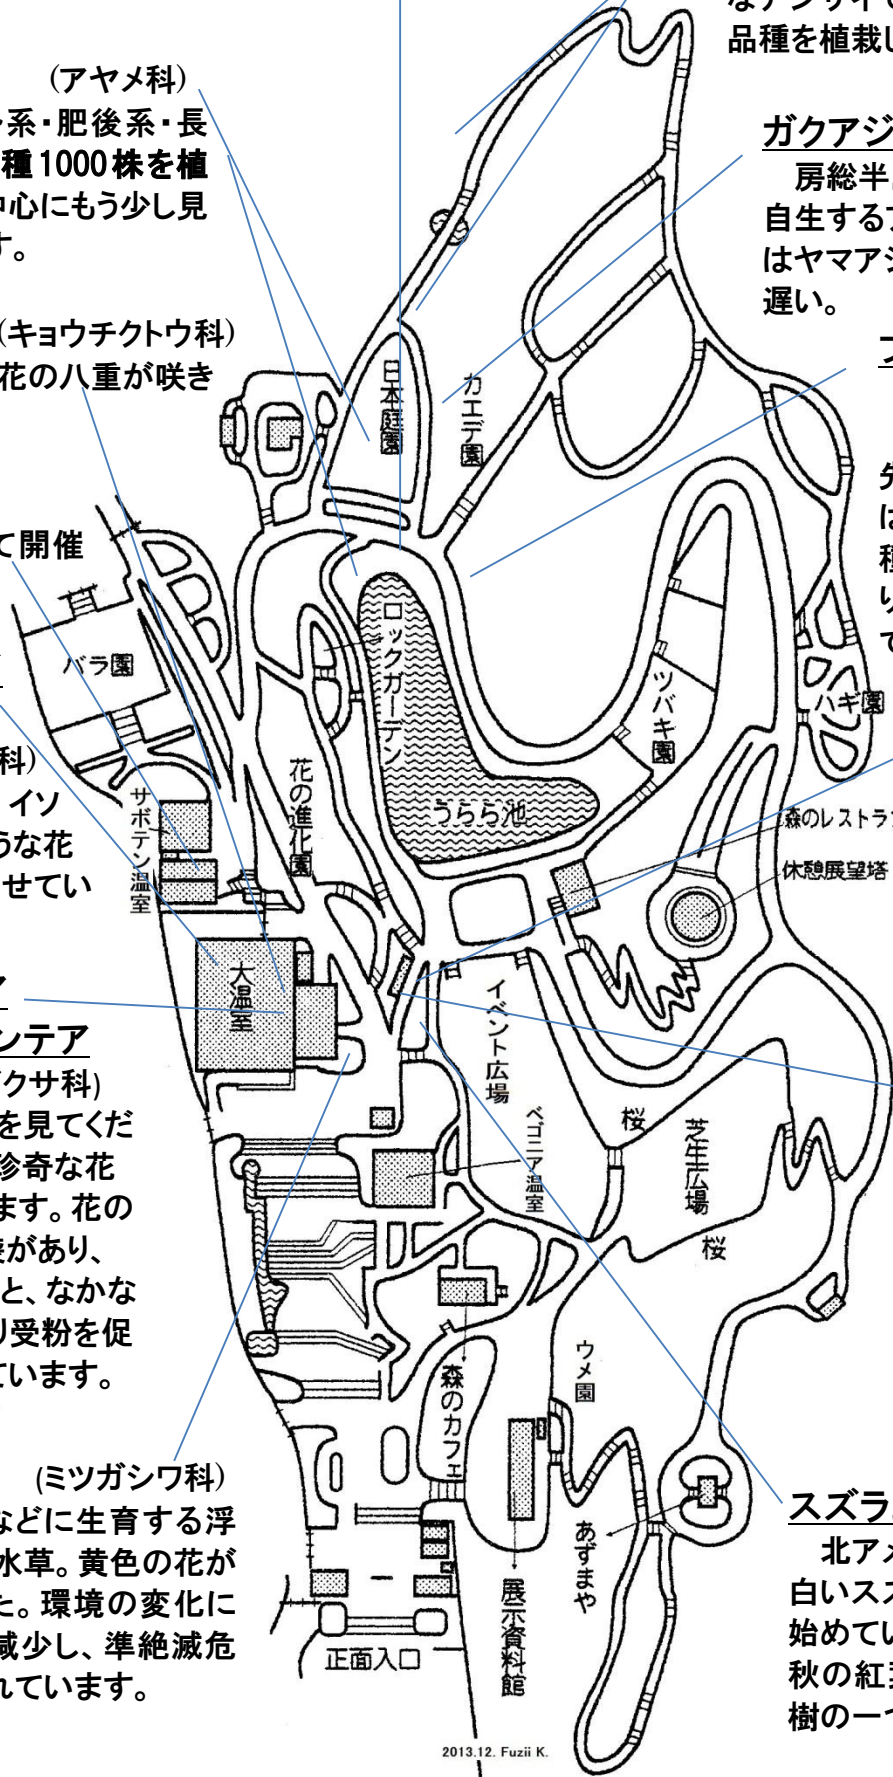 品種を植栽し
(アヤメ科)
系・肥後系・長
種1000株を植
中心にもう少し見
す。
ガクアジ
房総半
自生する
はヤマアジ
遅い。
(キョウチクトウ科)
花の八重が咲き
日本庭園
カエデ園
て開催
は
種
り
て
バラ園
ロックガーデン
ツバキ園
ハギ園
科)
イソ
うな花
せてい
サボテン温室
花の進化園
うらら池
森のレストラン
休憩展望塔
大温室
イベント広場
ンテア
クサ科)
を見てくだ
珍奇な花
ます。花の
があり、
と、なかな
り受粉を促
ています。
ベゴニア温室
桜
芝生広場
桜
ウメ園
森のカフェ
(ミツガシワ科)
などに生育する浮
水草。黄色の花が
た。環境の変化に
減少し、準絶滅危
れています。
あずまや
展示資料館
正面入口
スズラ
北アメ
白いスズ
始めてい
秋の紅
樹の一
2013.12. Fuzii K.